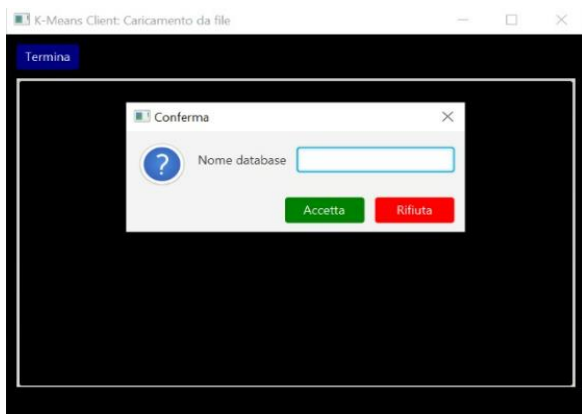 K-Means Client: Caricamento da file
Termina
Conferma
?
Nome database
Accetta Rifiuta